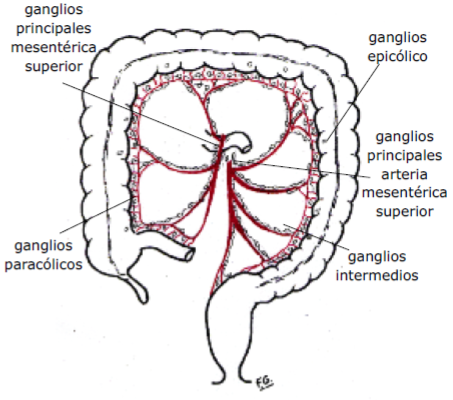 ganglios
principales
mesentérica
superior
ganglios
epicólico
ganglios
principales
arteria
mesentérica
superior
ganglios
paracólicos
ganglios
intermedios
F.G.